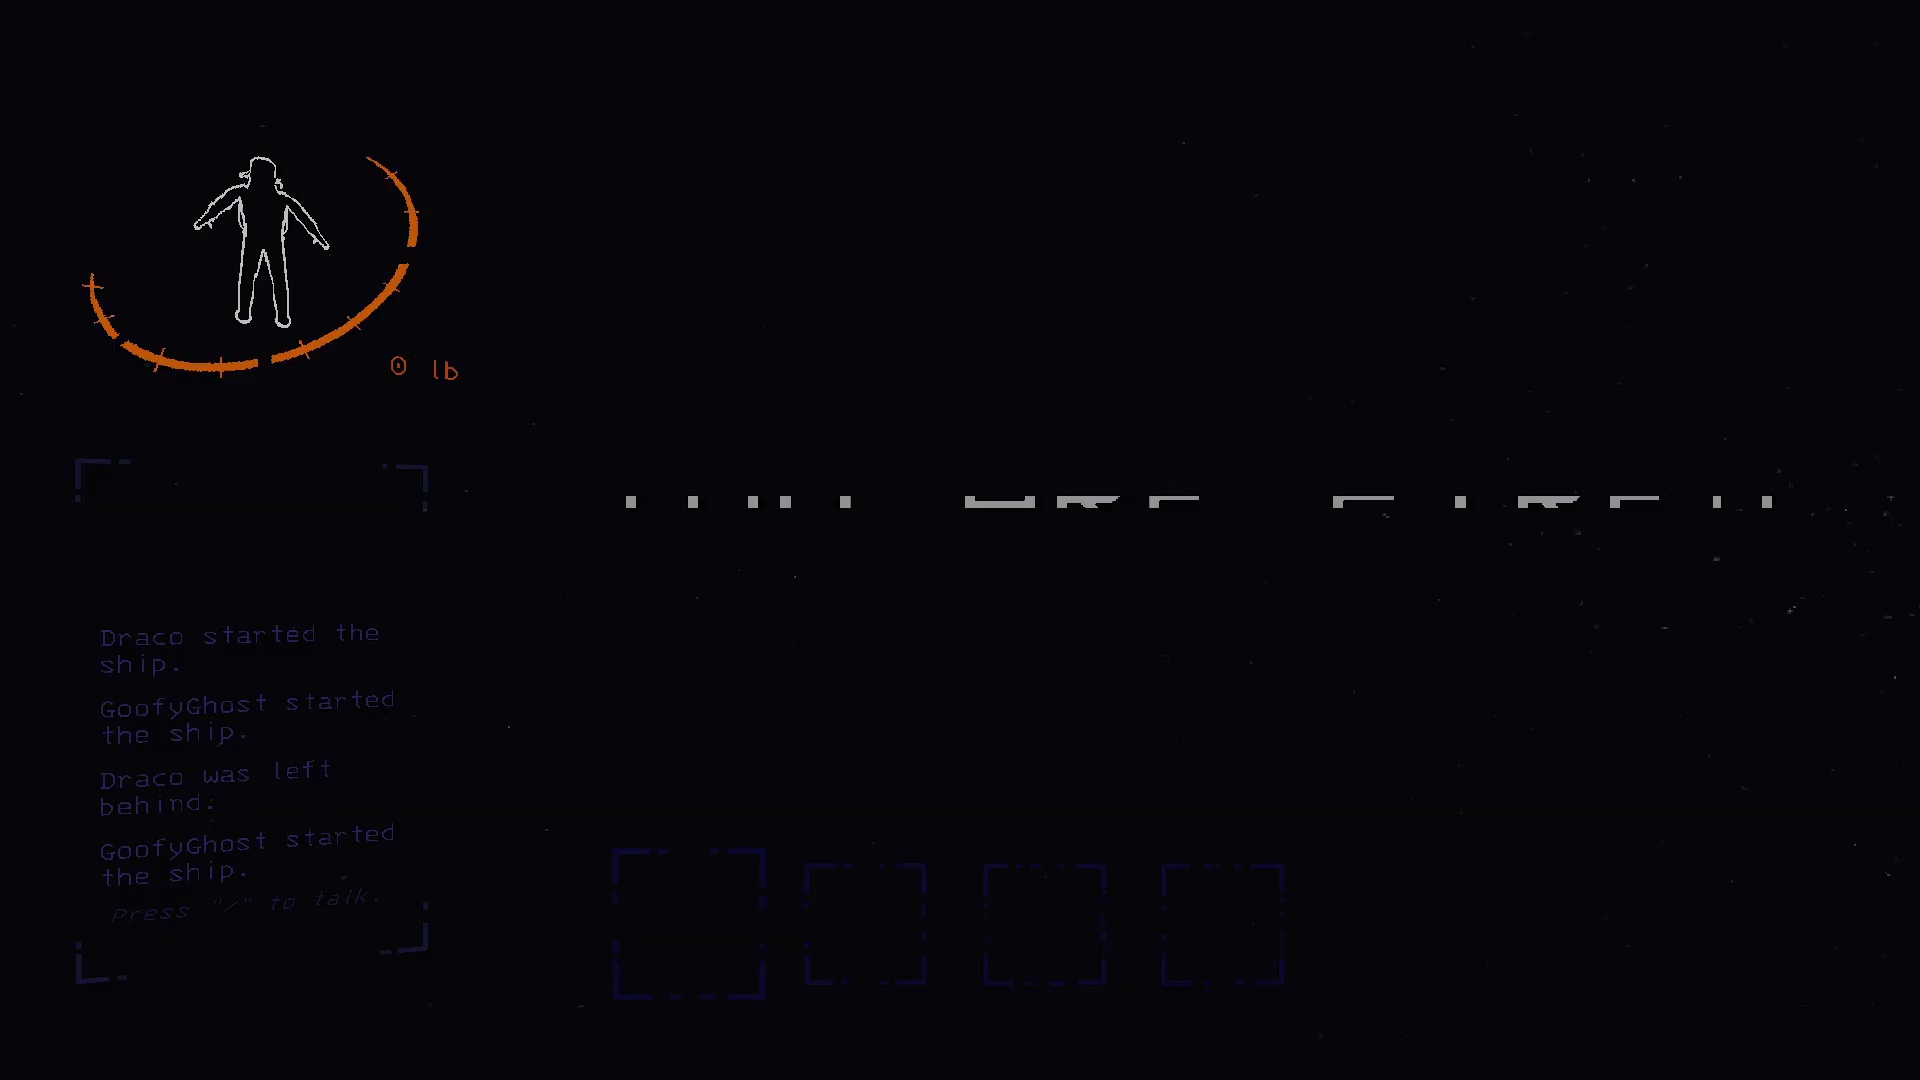 0 lb
Draco started the
ship.
GoofyGhost started
the ship.
Draco was left
behind.
GoofyGhost started
the ship.
Press "/" to talk.